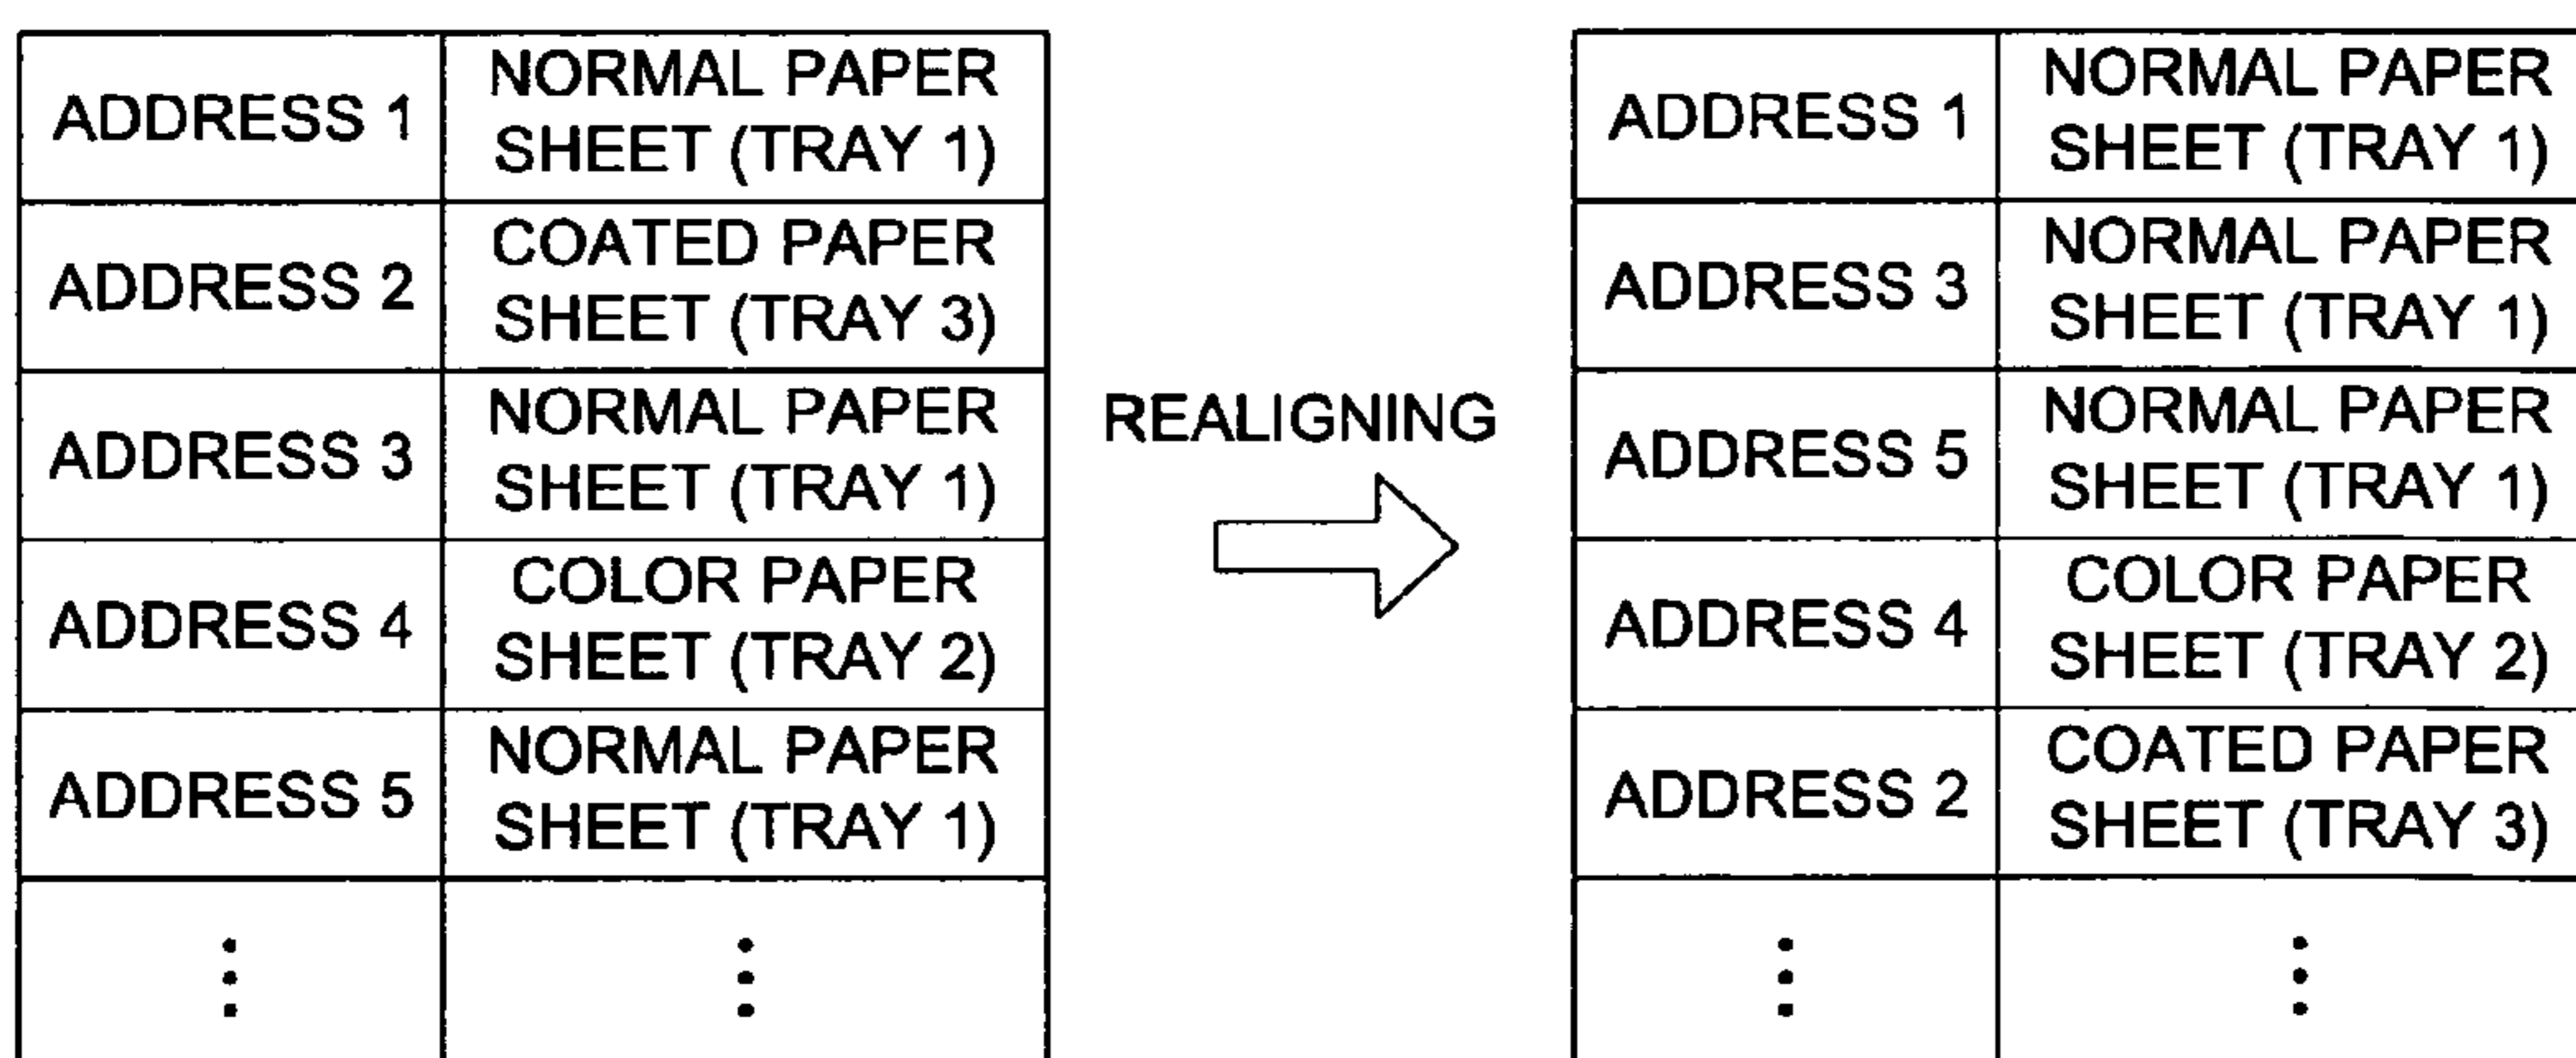 ADDRESS 1
NORMAL PAPER
SHEET (TRAY 1)
ADDRESS 2
COATED PAPER
SHEET (TRAY 3)
ADDRESS 3
NORMAL PAPER
SHEET (TRAY 1)
ADDRESS 4
COLOR PAPER
SHEET (TRAY 2)
ADDRESS 5
NORMAL PAPER
SHEET (TRAY 1)
REALIGNING
ADDRESS 1
NORMAL PAPER
SHEET (TRAY 1)
ADDRESS 3
NORMAL PAPER
SHEET (TRAY 1)
ADDRESS 5
NORMAL PAPER
SHEET (TRAY 1)
ADDRESS 4
COLOR PAPER
SHEET (TRAY 2)
ADDRESS 2
COATED PAPER
SHEET (TRAY 3)